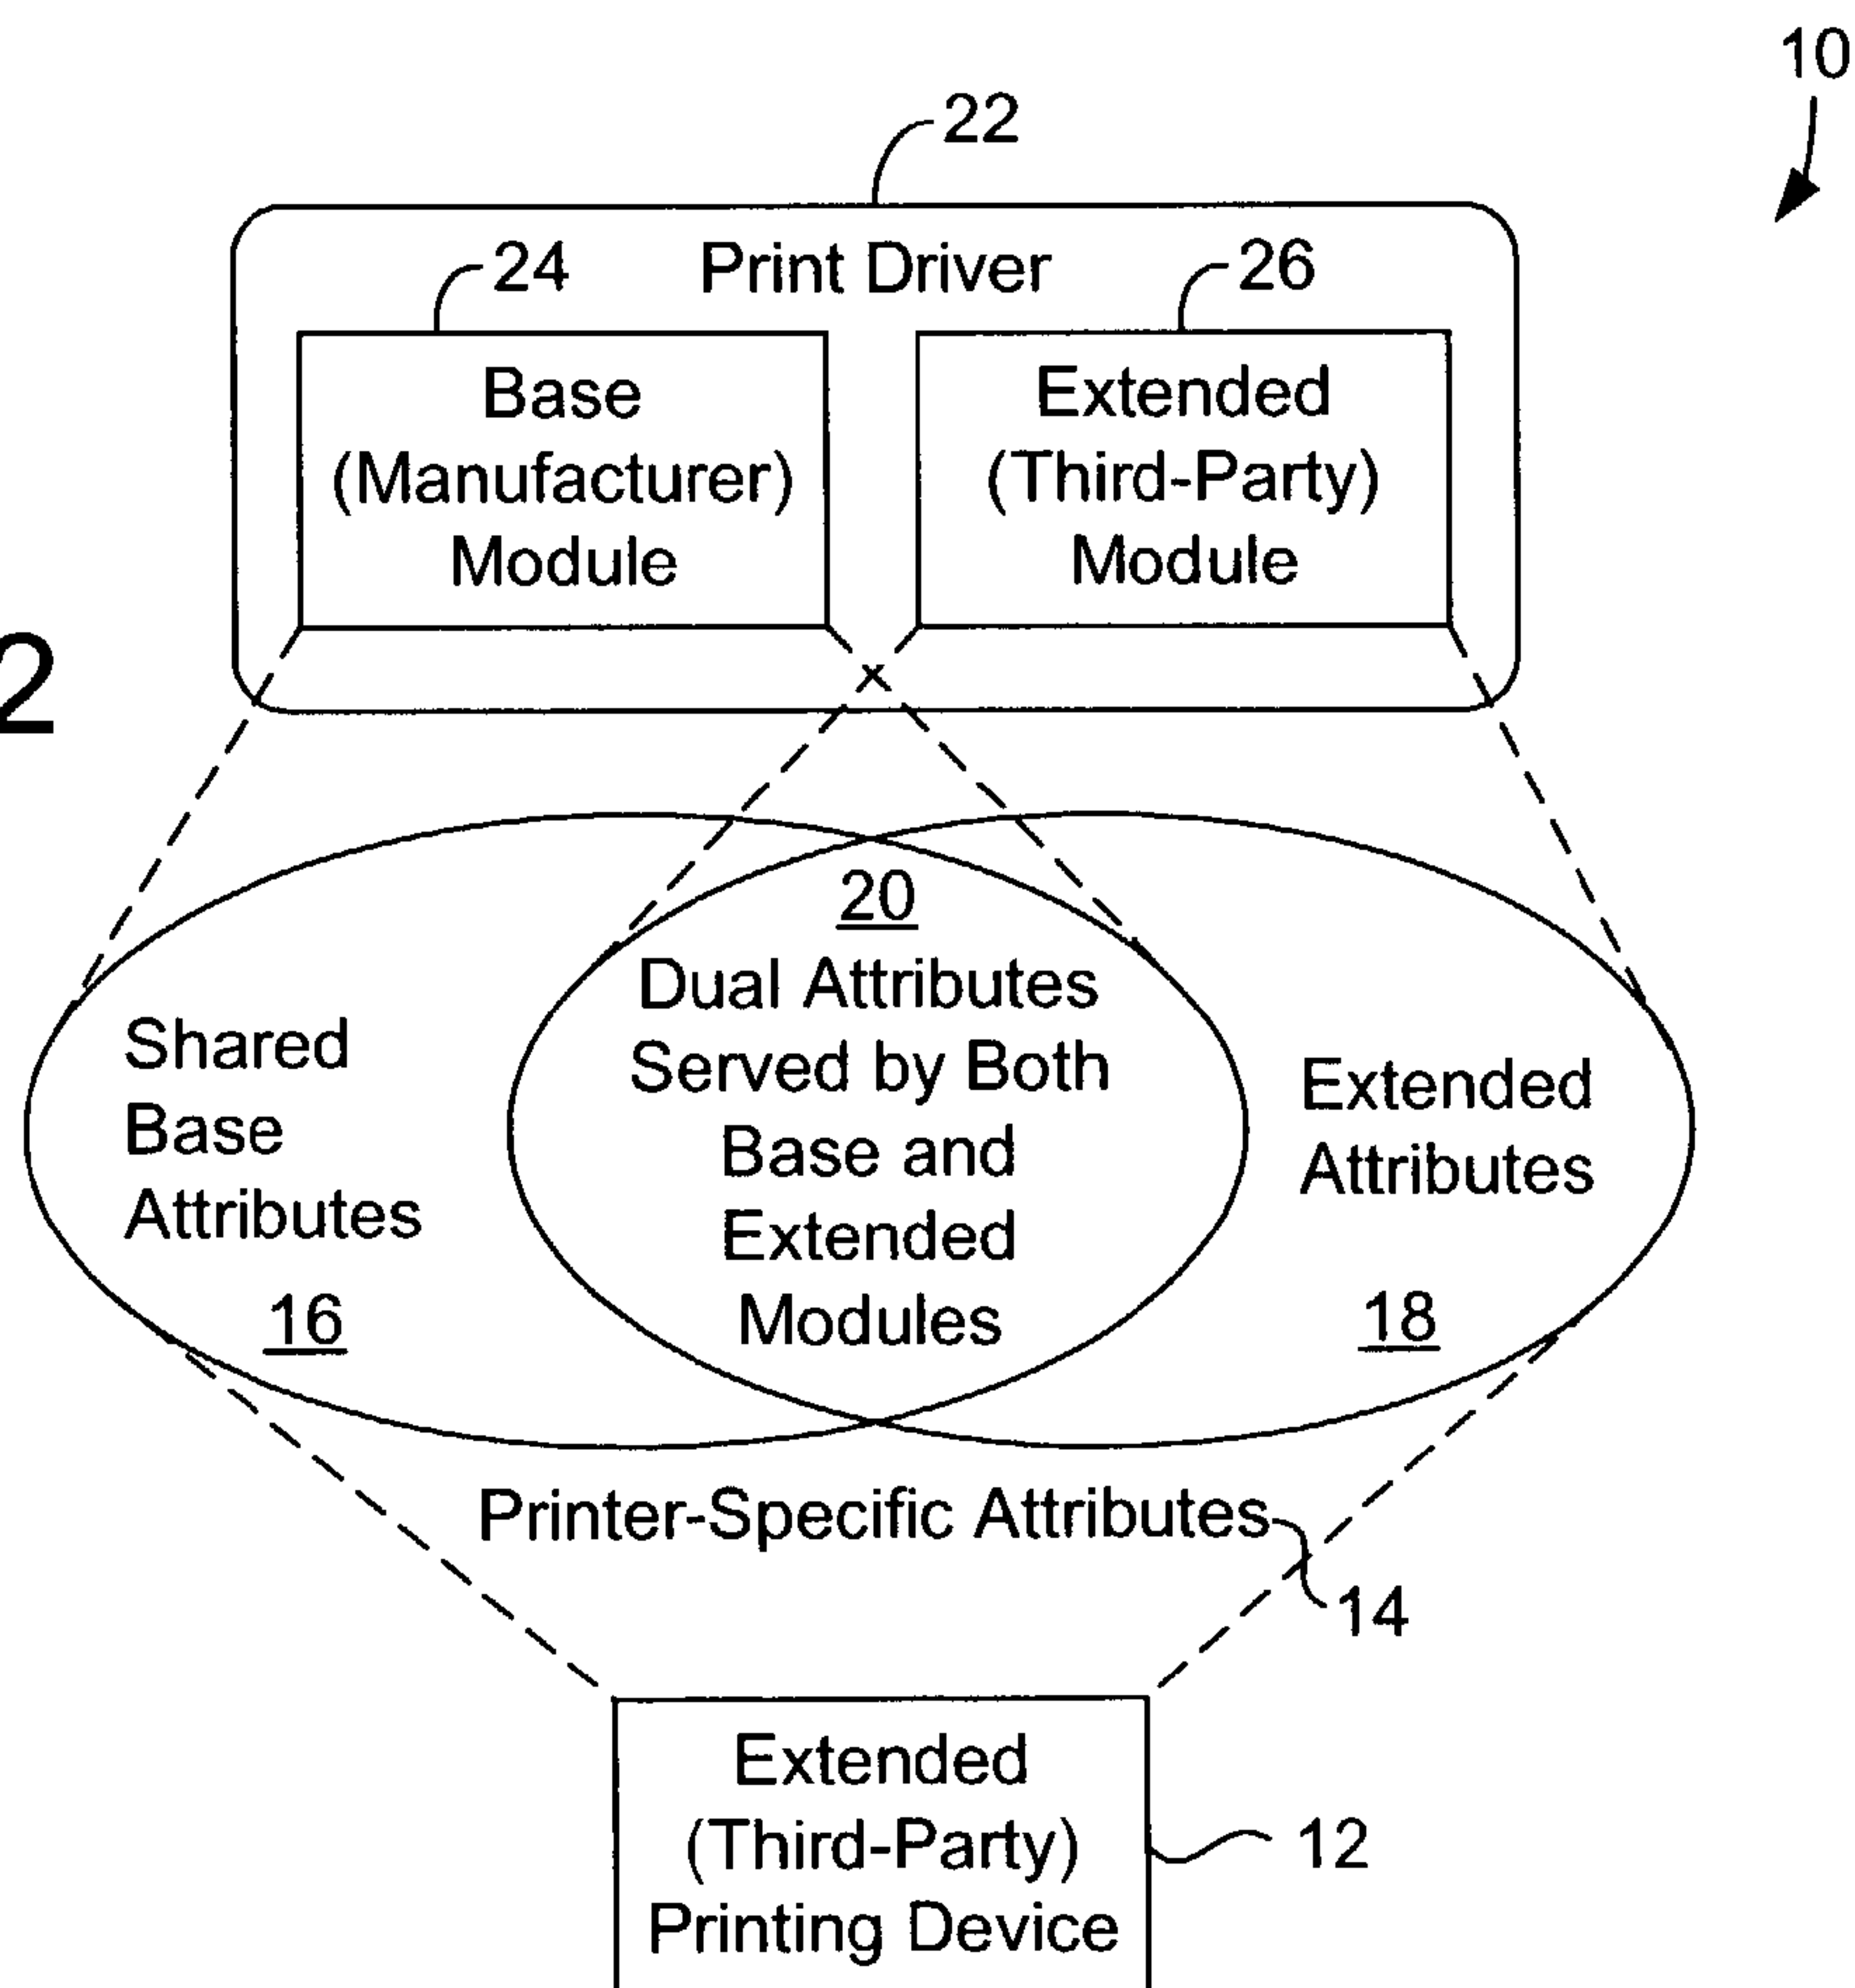 10
22
24
Print Driver
26
Base
(Manufacturer)
Module
Extended
(Third-Party)
Module
2
20
Dual Attributes
Served by Both
Base and
Extended
Modules
Shared
Base
Attributes
16
Extended
Attributes
18
Printer-Specific Attributes
14
Extended
(Third-Party)
Printing Device
12